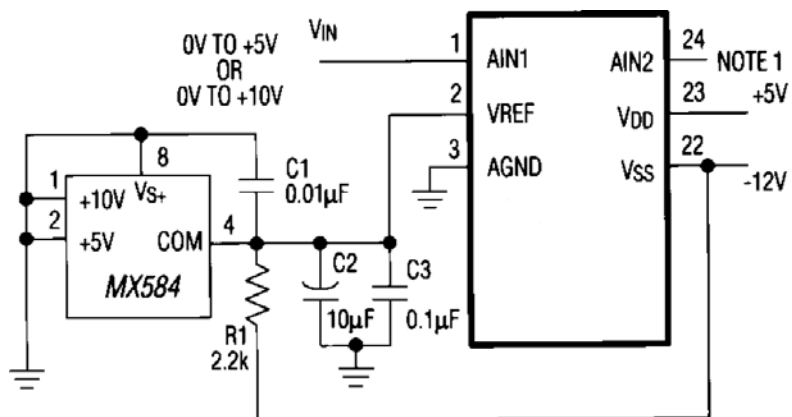 0V TO +5V
OR
0V TO +10V
VIN
1
AIN1
AIN2
24
NOTE 1
2
VREF
VDD
23
+5V
3
AGND
VSS
22
-12V
8
VS+
C1
0.01µF
1
+10V
2
+5V
COM
4
MX584
R1
2.2k
C2
10µF
C3
0.1µF